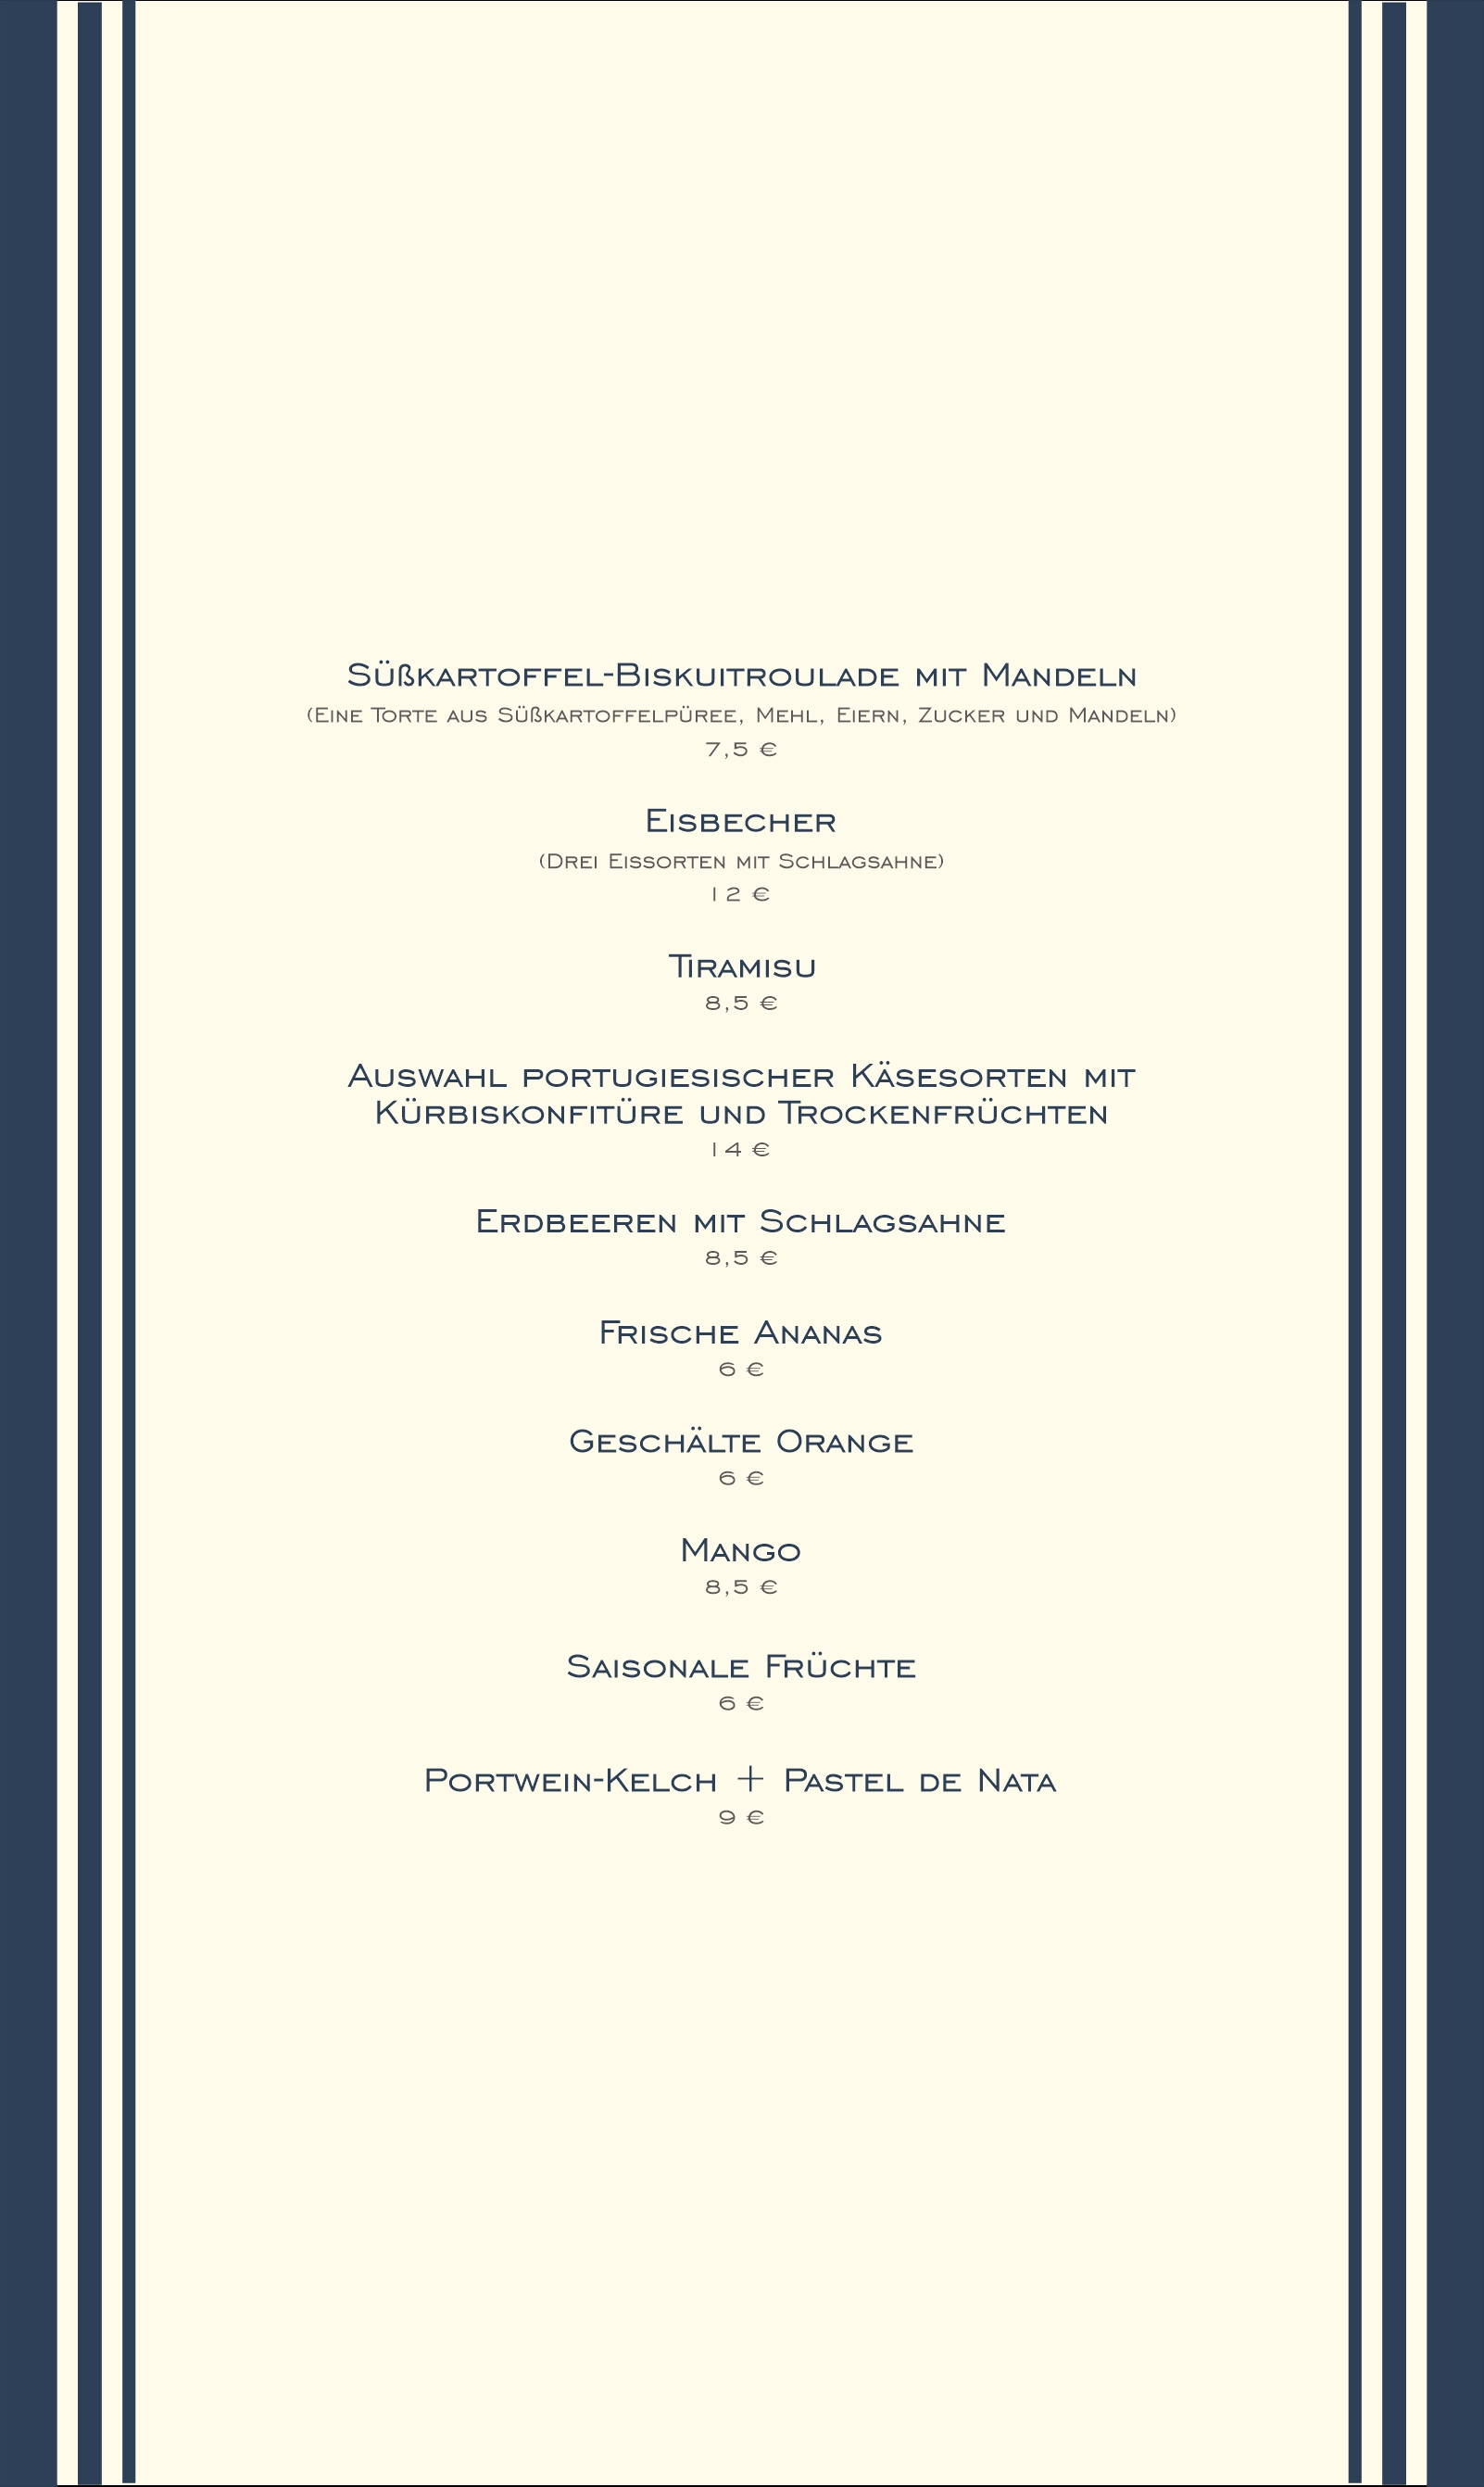 Süßkartoffel-Biskuitroulade mit Mandeln
(Eine Torte aus Süßkartoffelpüree, Mehl, Eiern, Zucker und Mandeln)
7,5 €
Eisbecher
(Drei Eissorten mit Schlagsahne)
12 €
Tiramisu
8,5 €
Auswahl portugiesischer Käsesorten mit
Kürbiskonfitüre und Trockenfrüchten
14 €
Erdbeeren mit Schlagsahne
8,5 €
Frische Ananas
6 €
Geschälte Orange
6 €
Mango
8,5 €
Saisonale Früchte
6 €
Portwein-Kelch + Pastel de Nata
9 €